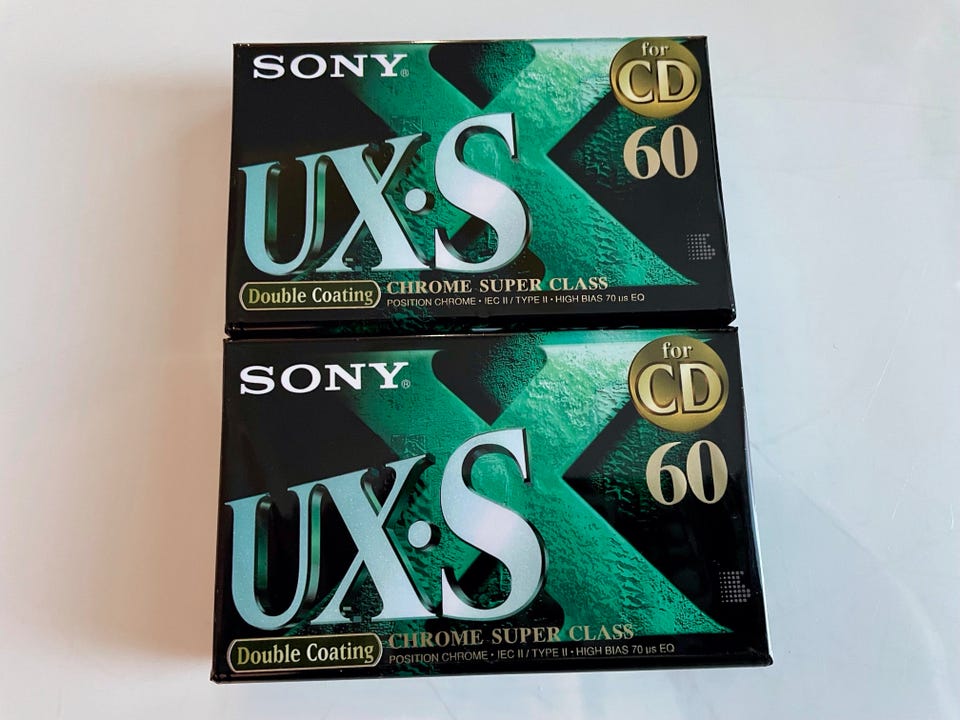 SONY®
for
CD
60
UX·S
Double Coating
CHROME SUPER CLASS
POSITION CHROME • IEC II / TYPE II • HIGH BIAS 70 µs EQ
SONY®
for
CD
60
UX·S
Double Coating
CHROME SUPER CLASS
POSITION CHROME • IEC II / TYPE II • HIGH BIAS 70 µs EQ